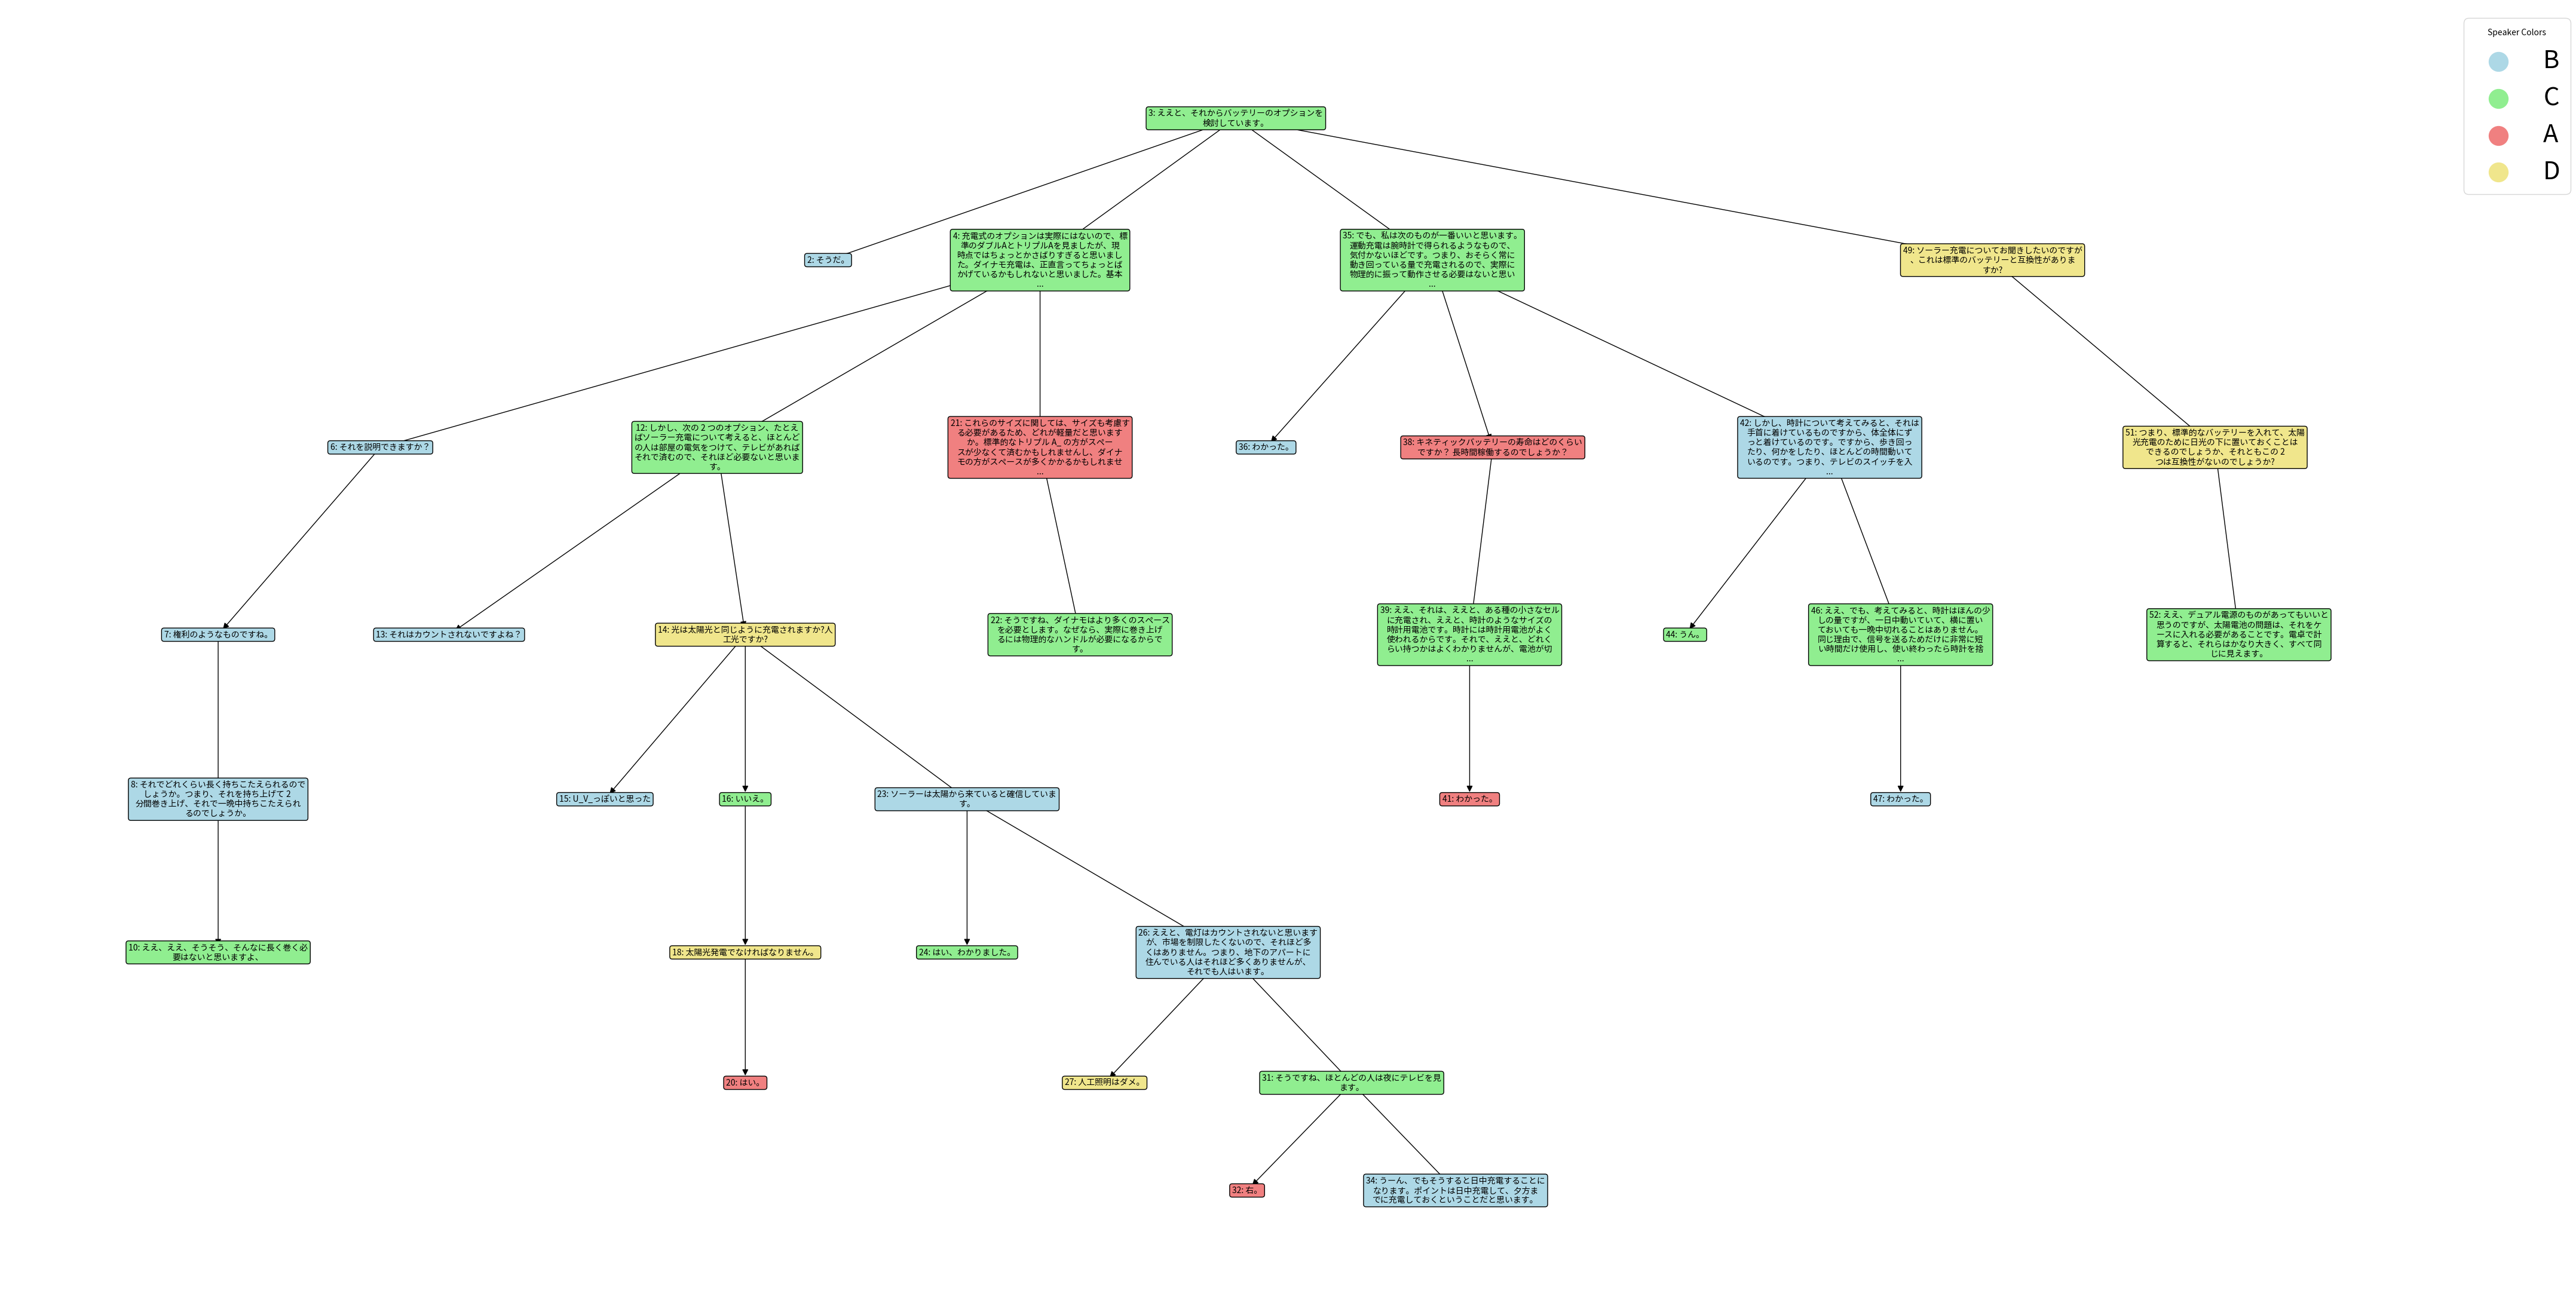 Speaker Colors
B
C
A
D
3: ええと、それからバッテリーのオプションを
検討しています。
2: そうだ。
4: 充電式のオプションは実際にはないので、標
準のダブルAとトリプルAを見ましたが、現
時点ではちょっとかさばりすぎると思いまし
た。ダイナモ充電は、正直言ってちょっとば
かげているかもしれないと思いました。基本
...
35: でも、私は次のものが一番いいと思います。
運動充電は腕時計で得られるようなもので、
気付かないほどです。つまり、おそらく常に
動き回っている量で充電されるので、実際に
物理的に振って動作させる必要はないと思い
...
49: ソーラー充電についてお聞きしたいのですが
、これは標準のバッテリーと互換性がありま
すか?
6: それを説明できますか？
12: しかし、次の 2 つのオプション、たとえ
ばソーラー充電について考えると、ほとんど
の人は部屋の電気をつけて、テレビがあれば
それで済むので、それほど必要ないと思いま
す。
21: これらのサイズに関しては、サイズも考慮す
る必要があるため、どれが軽量だと思います
か。標準的なトリプル A_ の方がスペー
スが少なくて済むかもしれませんし、ダイナ
モの方がスペースが多くかかるかもしれませ
...
36: わかった。
38: キネティックバッテリーの寿命はどのくらい
ですか？ 長時間稼働するのでしょうか？
42: しかし、時計について考えてみると、それは
手首に着けているものですから、体全体にず
っと着けているのです。ですから、歩き回っ
たり、何かをしたり、ほとんどの時間動いて
いるのです。つまり、テレビのスイッチを入
...
51: つまり、標準的なバッテリーを入れて、太陽
光充電のために日光の下に置いておくことは
できるのでしょうか、それともこの 2
つは互換性がないのでしょうか?
7: 権利のようなものですね。
13: それはカウントされないですよね？
14: 光は太陽光と同じように充電されますか?人
工光ですか?
22: そうですね、ダイナモはより多くのスペース
を必要とします。なぜなら、実際に巻き上げ
るには物理的なハンドルが必要になるからで
す。
39: ええ、それは、ええと、ある種の小さなセル
に充電され、ええと、時計のようなサイズの
時計用電池です。時計には時計用電池がよく
使われるからです。それで、ええと、どれく
らい持つかはよくわかりませんが、電池が切
...
44: うん。
46: ええ、でも、考えてみると、時計はほんの少
しの量ですが、一日中動いていて、横に置い
ておいても一晩中切れることはありません。
同じ理由で、信号を送るためだけに非常に短
い時間だけ使用し、使い終わったら時計を捨
...
52: ええ、デュアル電源のものがあってもいいと
思うのですが、太陽電池の問題は、それをケ
ースに入れる必要があることです。電卓で計
算すると、それらはかなり大きく、すべて同
じに見えます。
8: それでどれくらい長く持ちこたえられるので
しょうか。つまり、それを持ち上げて 2
分間巻き上げ、それで一晩中持ちこたえられ
るのでしょうか。
15: U_V_っぽいと思った
16: いいえ。
23: ソーラーは太陽から来ていると確信していま
す。
41: わかった。
47: わかった。
10: ええ、ええ、そうそう、そんなに長く巻く必
要はないと思いますよ、
18: 太陽光発電でなければなりません。
24: はい、わかりました。
26: ええと、電灯はカウントされないと思います
が、市場を制限したくないので、それほど多
くはありません。つまり、地下のアパートに
住んでいる人はそれほど多くありませんが、
それでも人はいます。
20: はい。
27: 人工照明はダメ。
31: そうですね、ほとんどの人は夜にテレビを見
ます。
32: 右。
34: うーん、でもそうすると日中充電することに
なります。ポイントは日中充電して、夕方ま
でに充電しておくということだと思います。